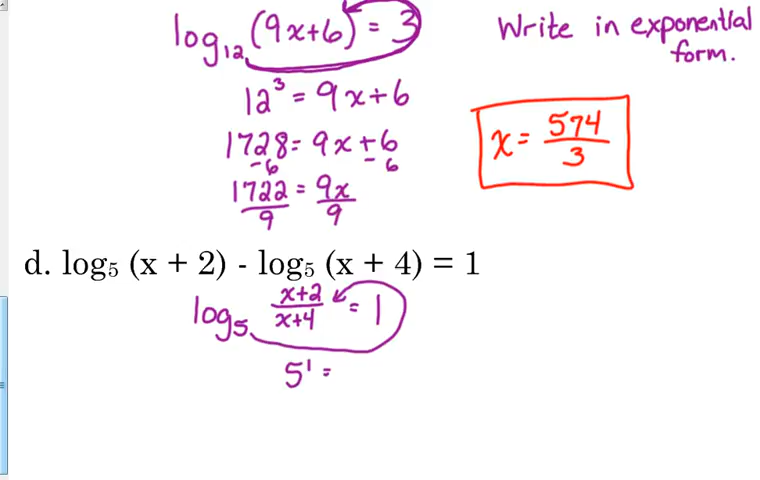 log₁₂ (9x+6) = 3
Write in exponential
form.
12³ = 9x+6
1728 = 9x+6
-6 -6
1722/9 = 9x/9
x = 574/3
d. log₅ (x + 2) - log₅ (x + 4) = 1
log₅ (x+2)/(x+4) = 1
5¹ =